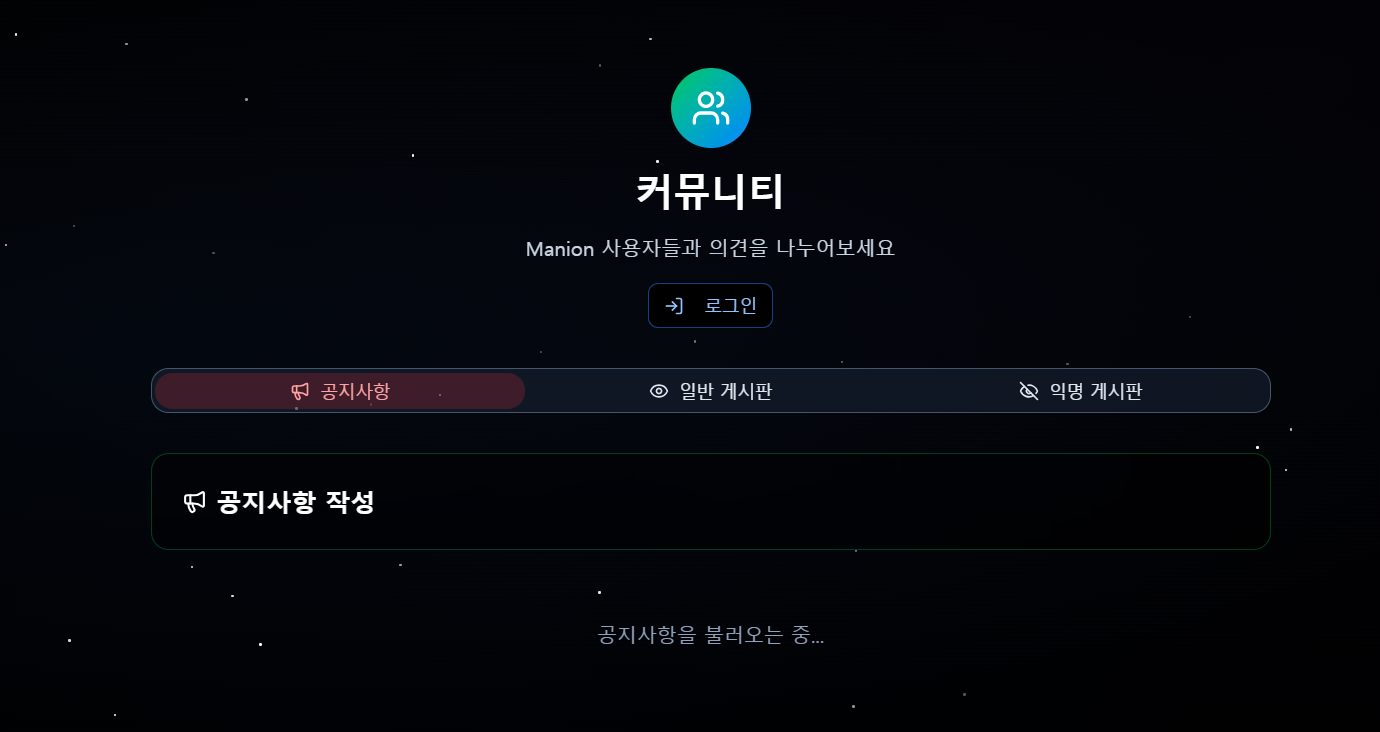 커뮤니티
Manion 사용자들과 의견을 나누어보세요
로그인
공지사항 일반 게시판 익명 게시판
공지사항 작성
공지사항을 불러오는 중...